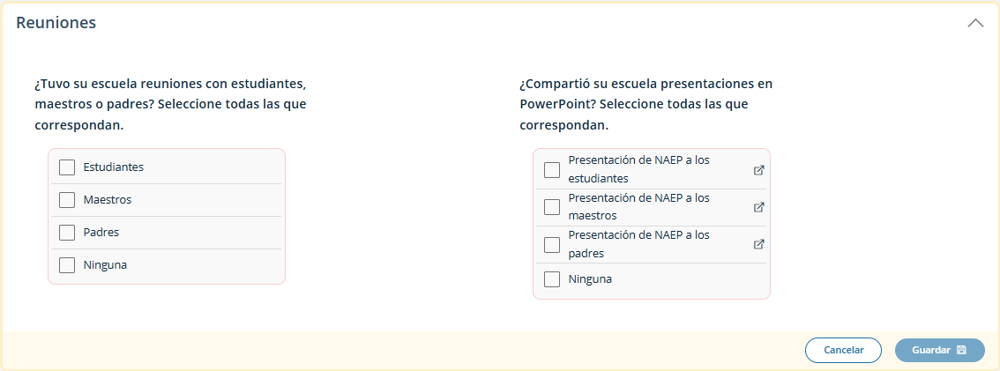 Reuniones
¿Tuvo su escuela reuniones con estudiantes,
maestros o padres? Seleccione todas las que
correspondan.
Estudiantes
Maestros
Padres
Ninguna
¿Compartió su escuela presentaciones en
PowerPoint? Seleccione todas las que
correspondan.
Presentación de NAEP a los
estudiantes
Presentación de NAEP a los
maestros
Presentación de NAEP a los
padres
Ninguna
Cancelar
Guardar